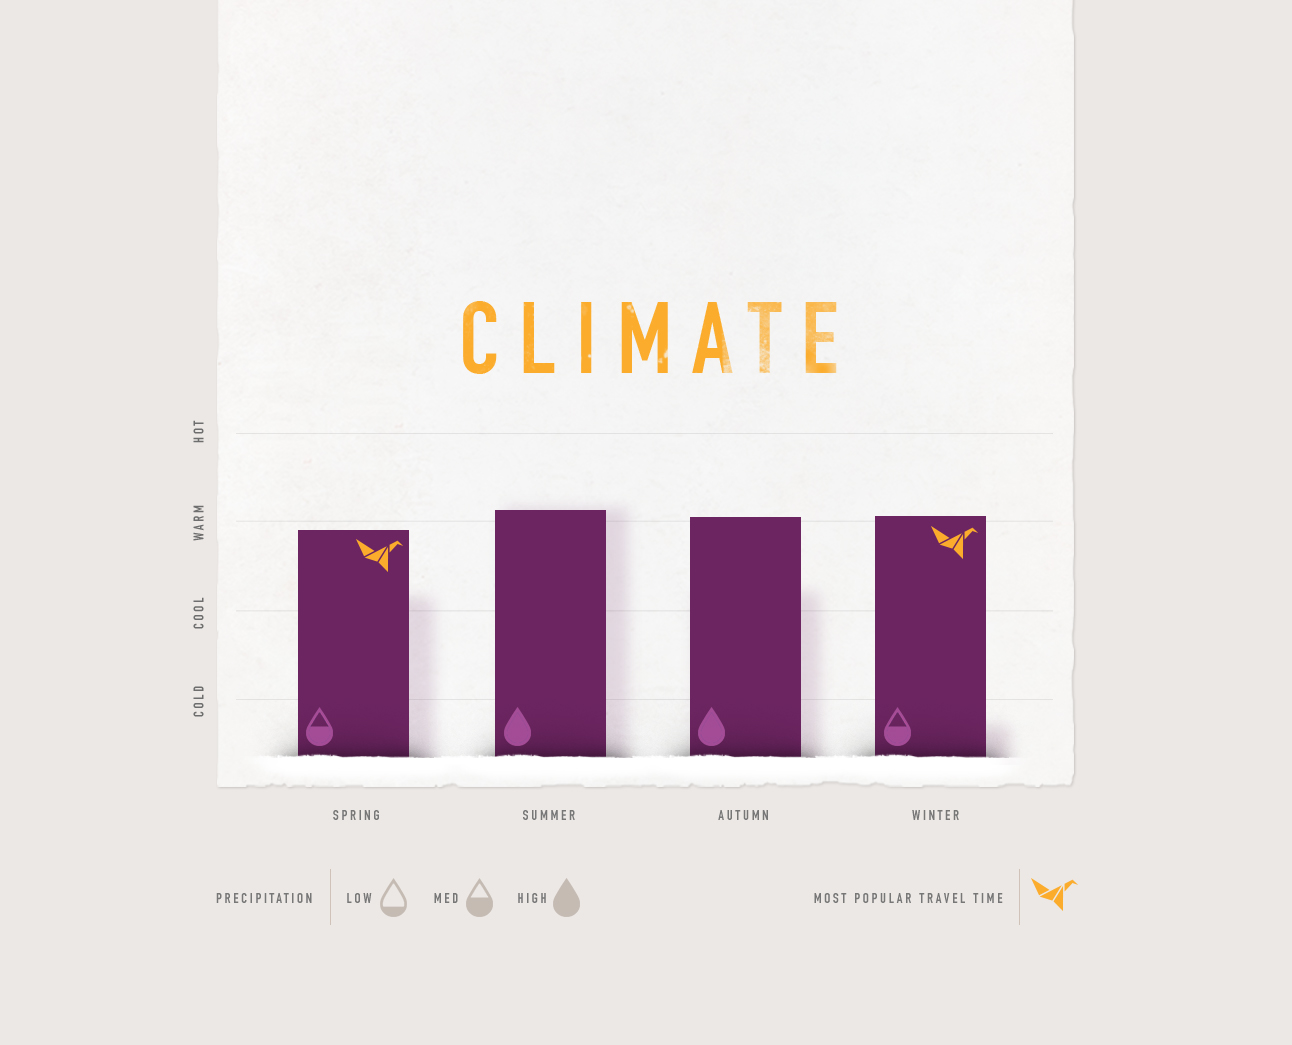 CLIMATE
HOT
WARM
COOL
COLD
SPRING SUMMER AUTUMN WINTER
PRECIPITATION LOW MED HIGH MOST POPULAR TRAVEL TIME